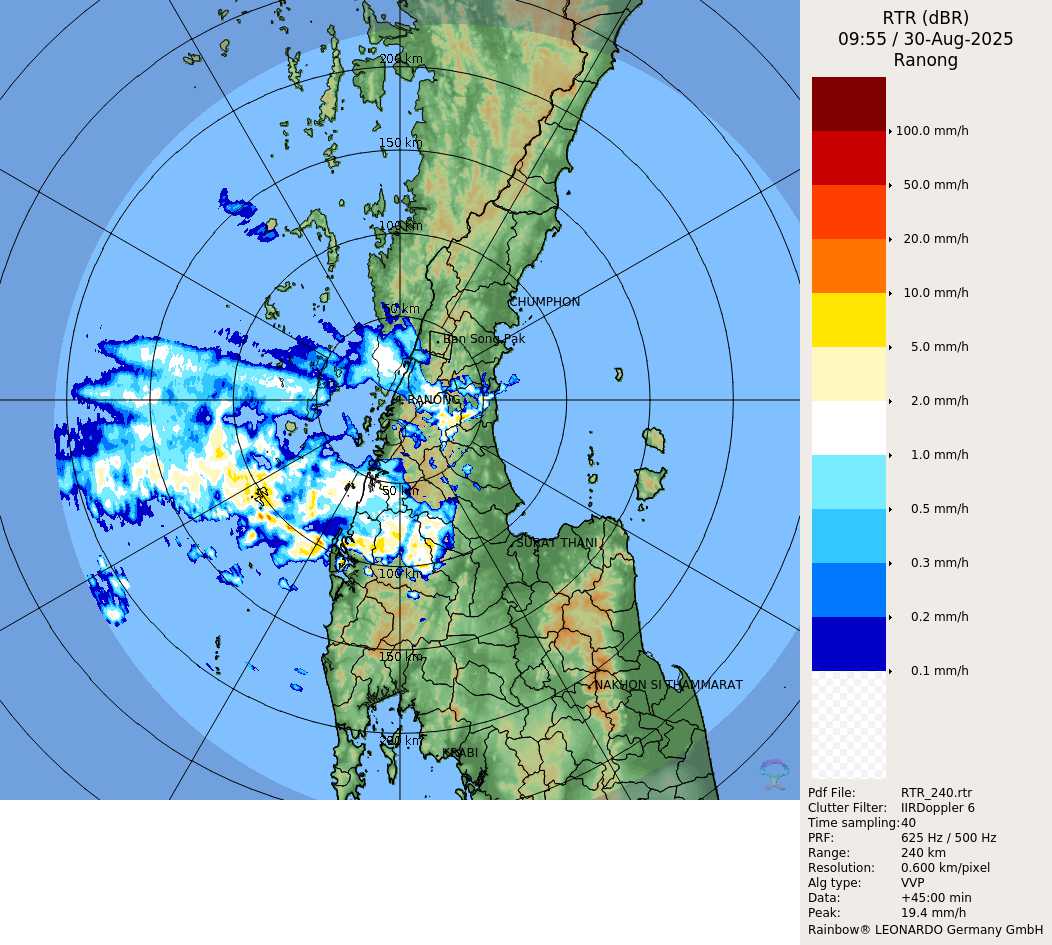 RTR (dBR)
09:55 / 30-Aug-2025
Ranong
200 km
150 km
100 km
50 km
CHUMPHON
Ban Song Pak
RANONG
50 km
SURAT THANI
100 km
150 km
NAKHON SI THAMMARAT
200 km
KRABI
100.0 mm/h
50.0 mm/h
20.0 mm/h
10.0 mm/h
5.0 mm/h
2.0 mm/h
1.0 mm/h
0.5 mm/h
0.3 mm/h
0.2 mm/h
0.1 mm/h
Pdf File: RTR_240.rtr
Clutter Filter: IIRDoppler 6
Time sampling: 40
PRF: 625 Hz / 500 Hz
Range: 240 km
Resolution: 0.600 km/pixel
Alg type: VVP
Data: +45:00 min
Peak: 19.4 mm/h
Rainbow® LEONARDO Germany GmbH